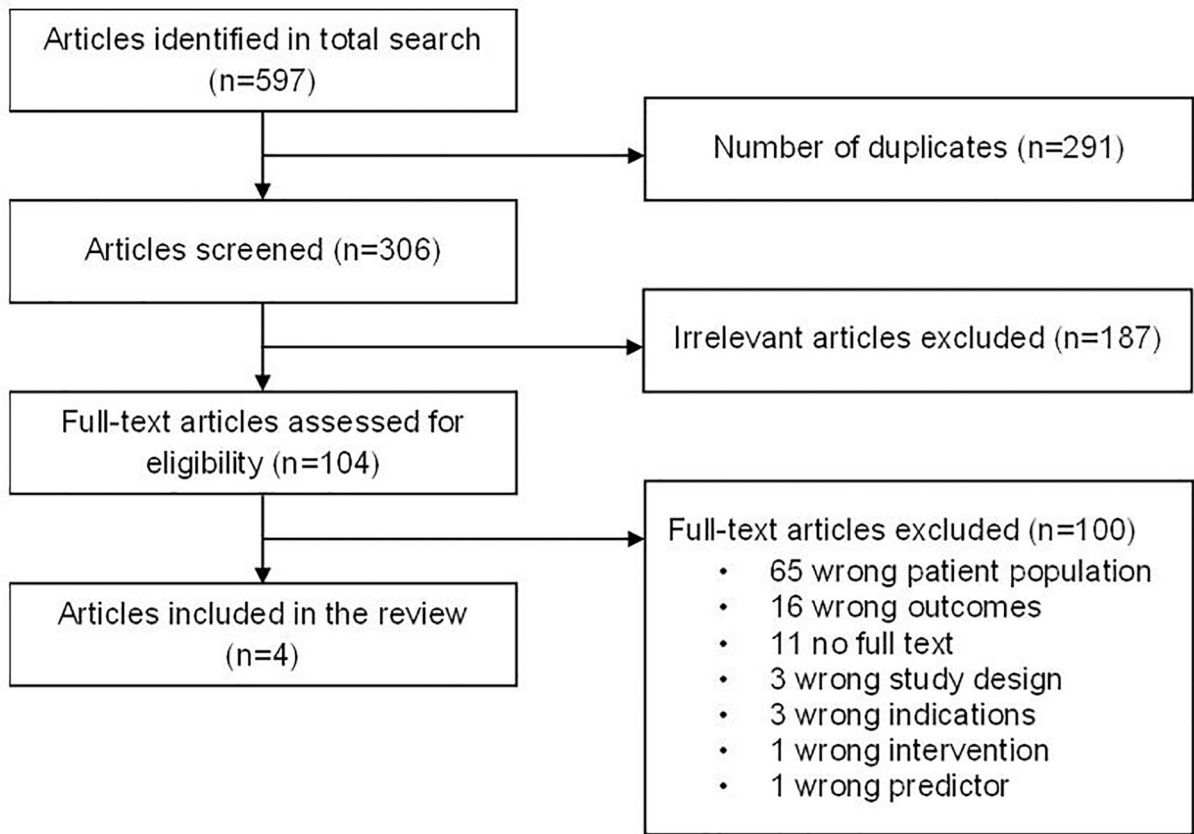 Articles identified in total search
(n=597)
Number of duplicates (n=291)
Articles screened (n=306)
Irrelevant articles excluded (n=187)
Full-text articles assessed for
eligibility (n=104)
Full-text articles excluded (n=100)
• 65 wrong patient population
• 16 wrong outcomes
• 11 no full text
• 3 wrong study design
• 3 wrong indications
• 1 wrong intervention
• 1 wrong predictor
Articles included in the review
(n=4)